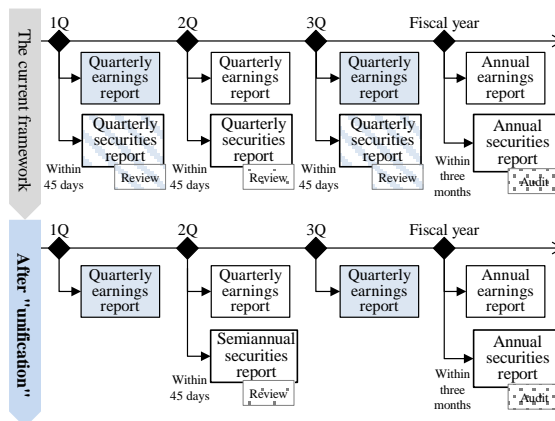 The current framework
1Q
2Q
3Q
Fiscal year
Quarterly
earnings
report
Quarterly
earnings
report
Quarterly
earnings
report
Annual
earnings
report
Quarterly
securities
report
Review
Within
45 days
Quarterly
securities
report
Review
Within
45 days
Quarterly
securities
report
Review
Within
45 days
Annual
securities
report
Audit
Within
three
months
After "unification"
1Q
2Q
3Q
Fiscal year
Quarterly
earnings
report
Quarterly
earnings
report
Quarterly
earnings
report
Annual
earnings
report
Semiannual
securities
report
Review
Within
45 days
Annual
securities
report
Audit
Within
three
months